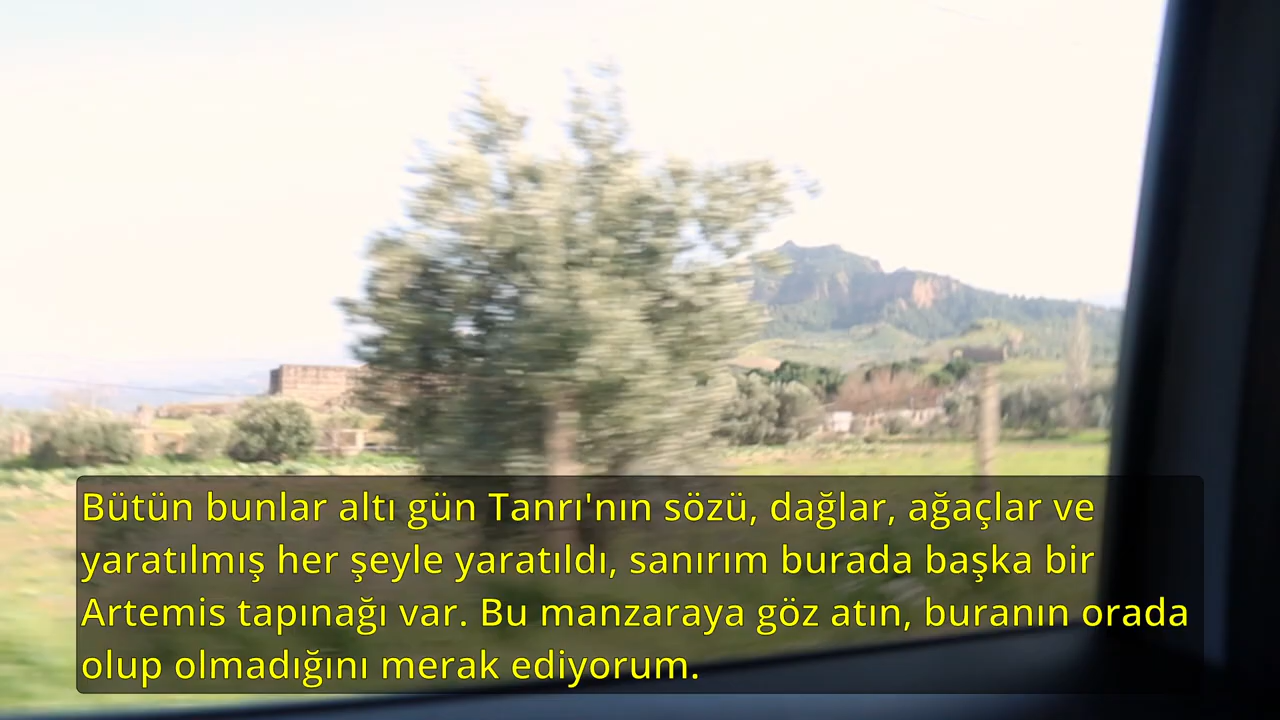 Bütün bunlar altı gün Tanrı'nın sözü, dağlar, ağaçlar ve
yaratılmış her şeyle yaratıldı, sanırım burada başka bir
Artemis tapınağı var. Bu manzaraya göz atın, buranın orada
olup olmadığını merak ediyorum.